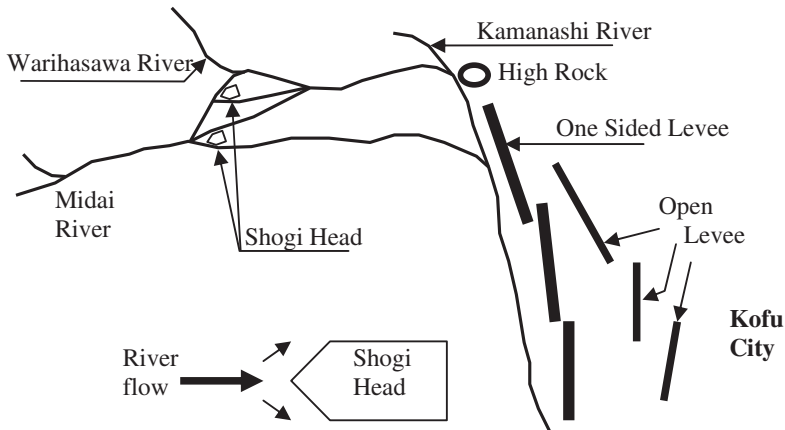 Kamanashi River
Warihasawa River
High Rock
One Sided Levee
Midai
River
Open
Levee
Shogi Head
Kofu
City
River
flow
Shogi
Head